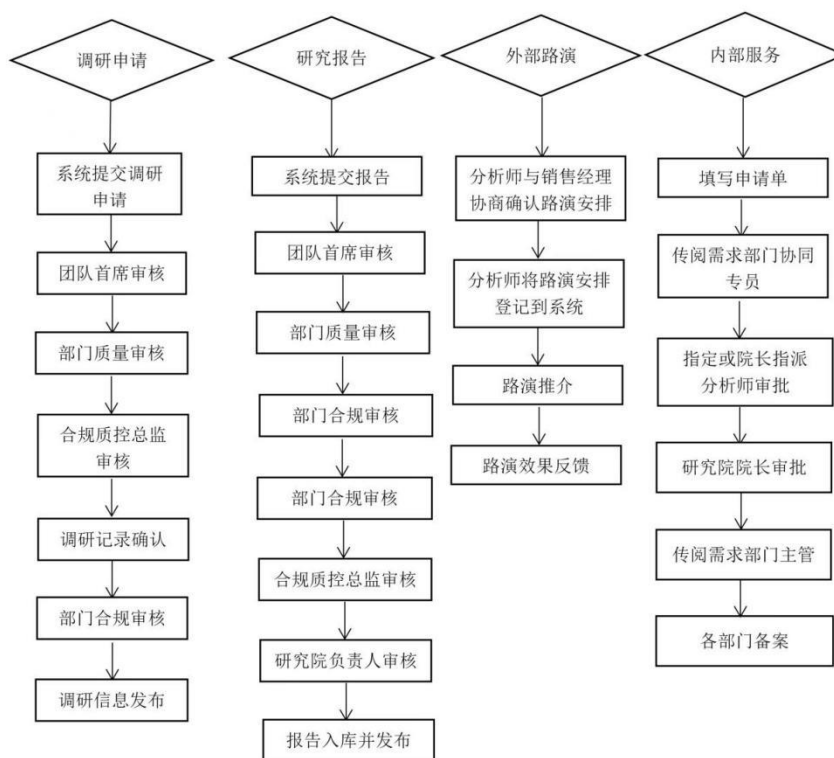 调研申请
系统提交调研
申请
团队首席审核
部门质量审核
合规质控总监
审核
调研记录确认
部门合规审核
调研信息发布
研究报告
系统提交报告
团队首席审核
部门质量审核
部门合规审核
部门合规审核
合规质控总监审核
研究院负责人审核
报告入库并发布
外部路演
分析师与销售经理
协商确认路演安排
分析师将路演安排
登记到系统
路演推介
路演效果反馈
内部服务
填写申请单
传阅需求部门协同
专员
指定或院长指派
分析师审批
研究院院长审批
传阅需求部门主管
各部门备案